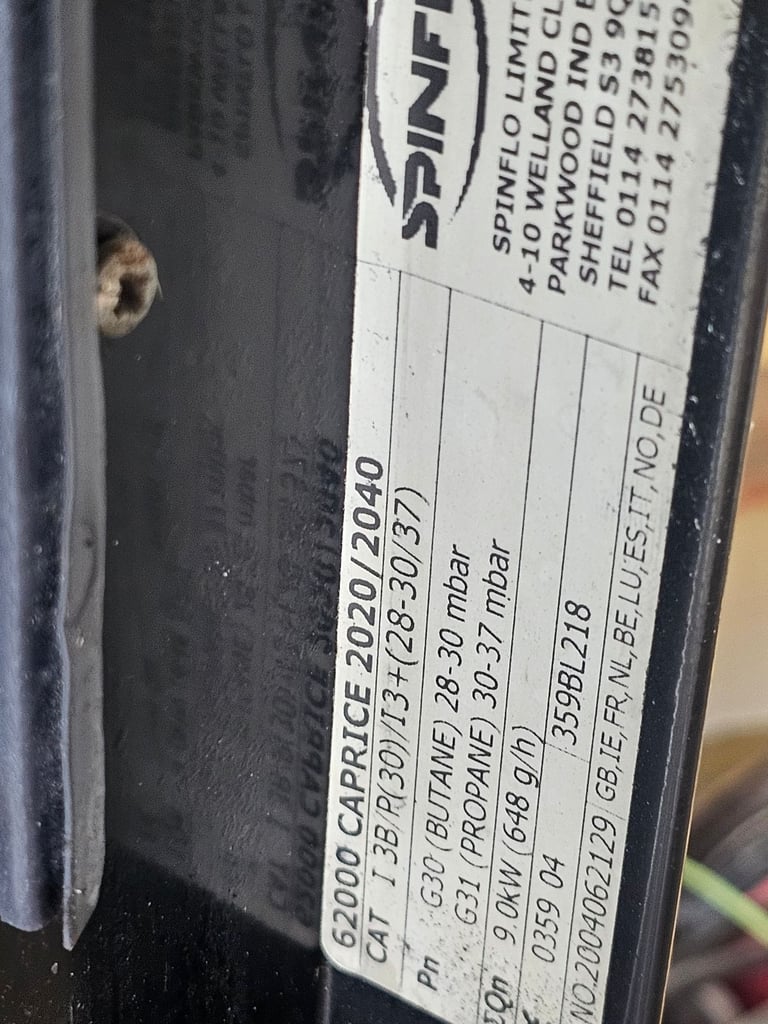 62000 CAPRICE 2020/2040
CAT I 3B/P(30)/I3+(28-30/37)
Pn G30 (BUTANE) 28-30 mbar
G31 (PROPANE) 30-37 mbar
ΣQn 9.0kW (648 g/h)
0359 04 359BL218
NO.2004062129 GB,IE,FR,NL,BE,LU,ES,IT,NO,DE
SPINFL
SPINFLO LIMIT
4-10 WELLAND CL
PARKWOOD IND E
SHEFFIELD S3 9Q
TEL 0114 273815
FAX 0114 275309